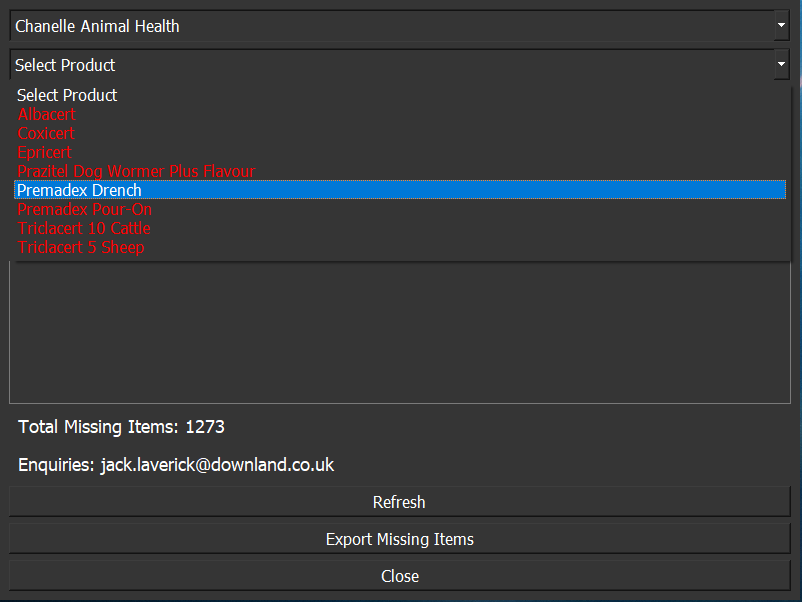 Chanelle Animal Health
Select Product
Select Product
Albacert
Coxicert
Epricert
Prazitel Dog Wormer Plus Flavour
Premadex Drench
Premadex Pour-On
Triclacert 10 Cattle
Triclacert 5 Sheep
Total Missing Items: 1273
Enquiries: jack.laverick@downland.co.uk
Refresh
Export Missing Items
Close